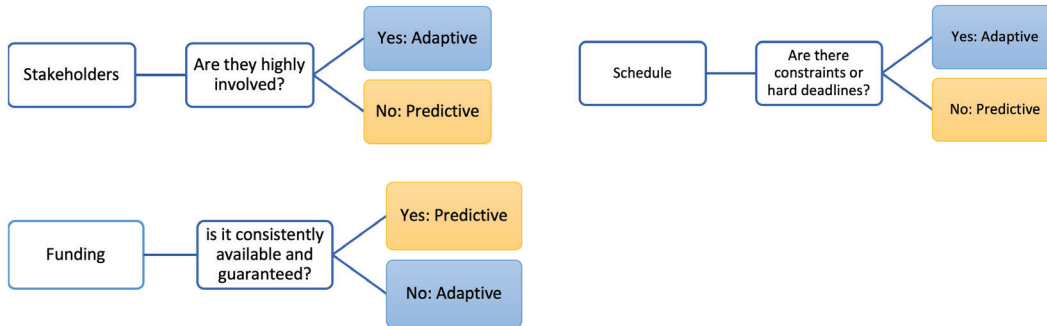 Stakeholders
Are they highly
involved?
Yes: Adaptive
No: Predictive
Schedule
Are there
constraints or
hard deadlines?
Yes: Adaptive
No: Predictive
Funding
is it consistently
available and
guaranteed?
Yes: Predictive
No: Adaptive